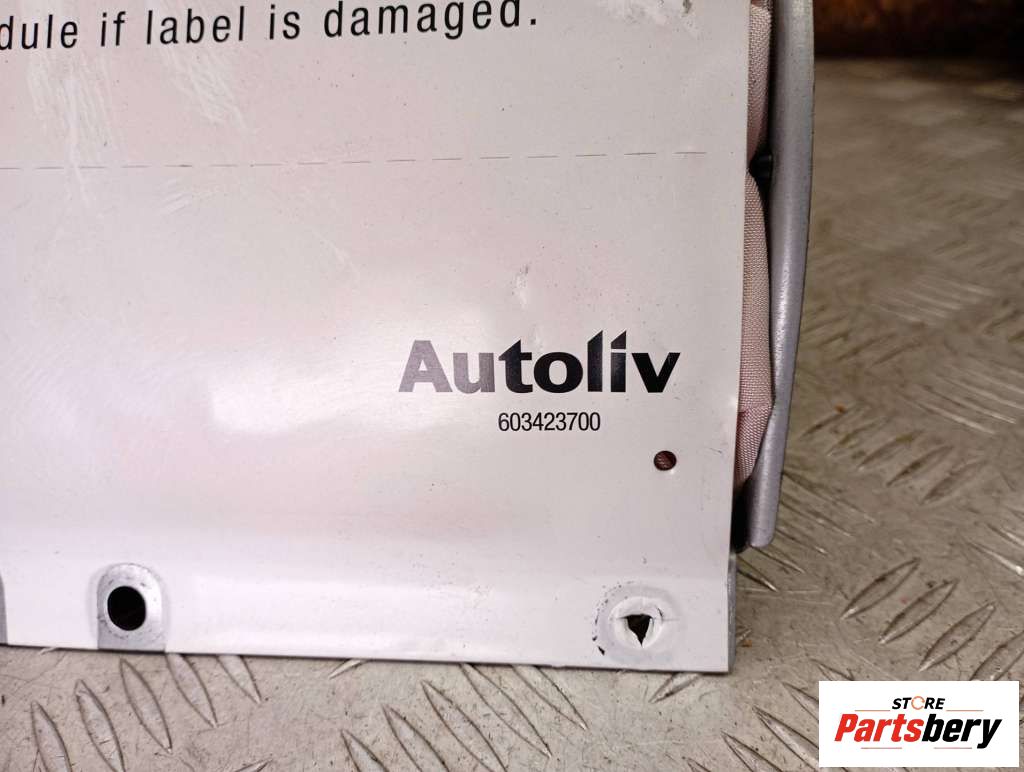 dule if label is damaged.
Autoliv
603423700
STORE
Partsbery